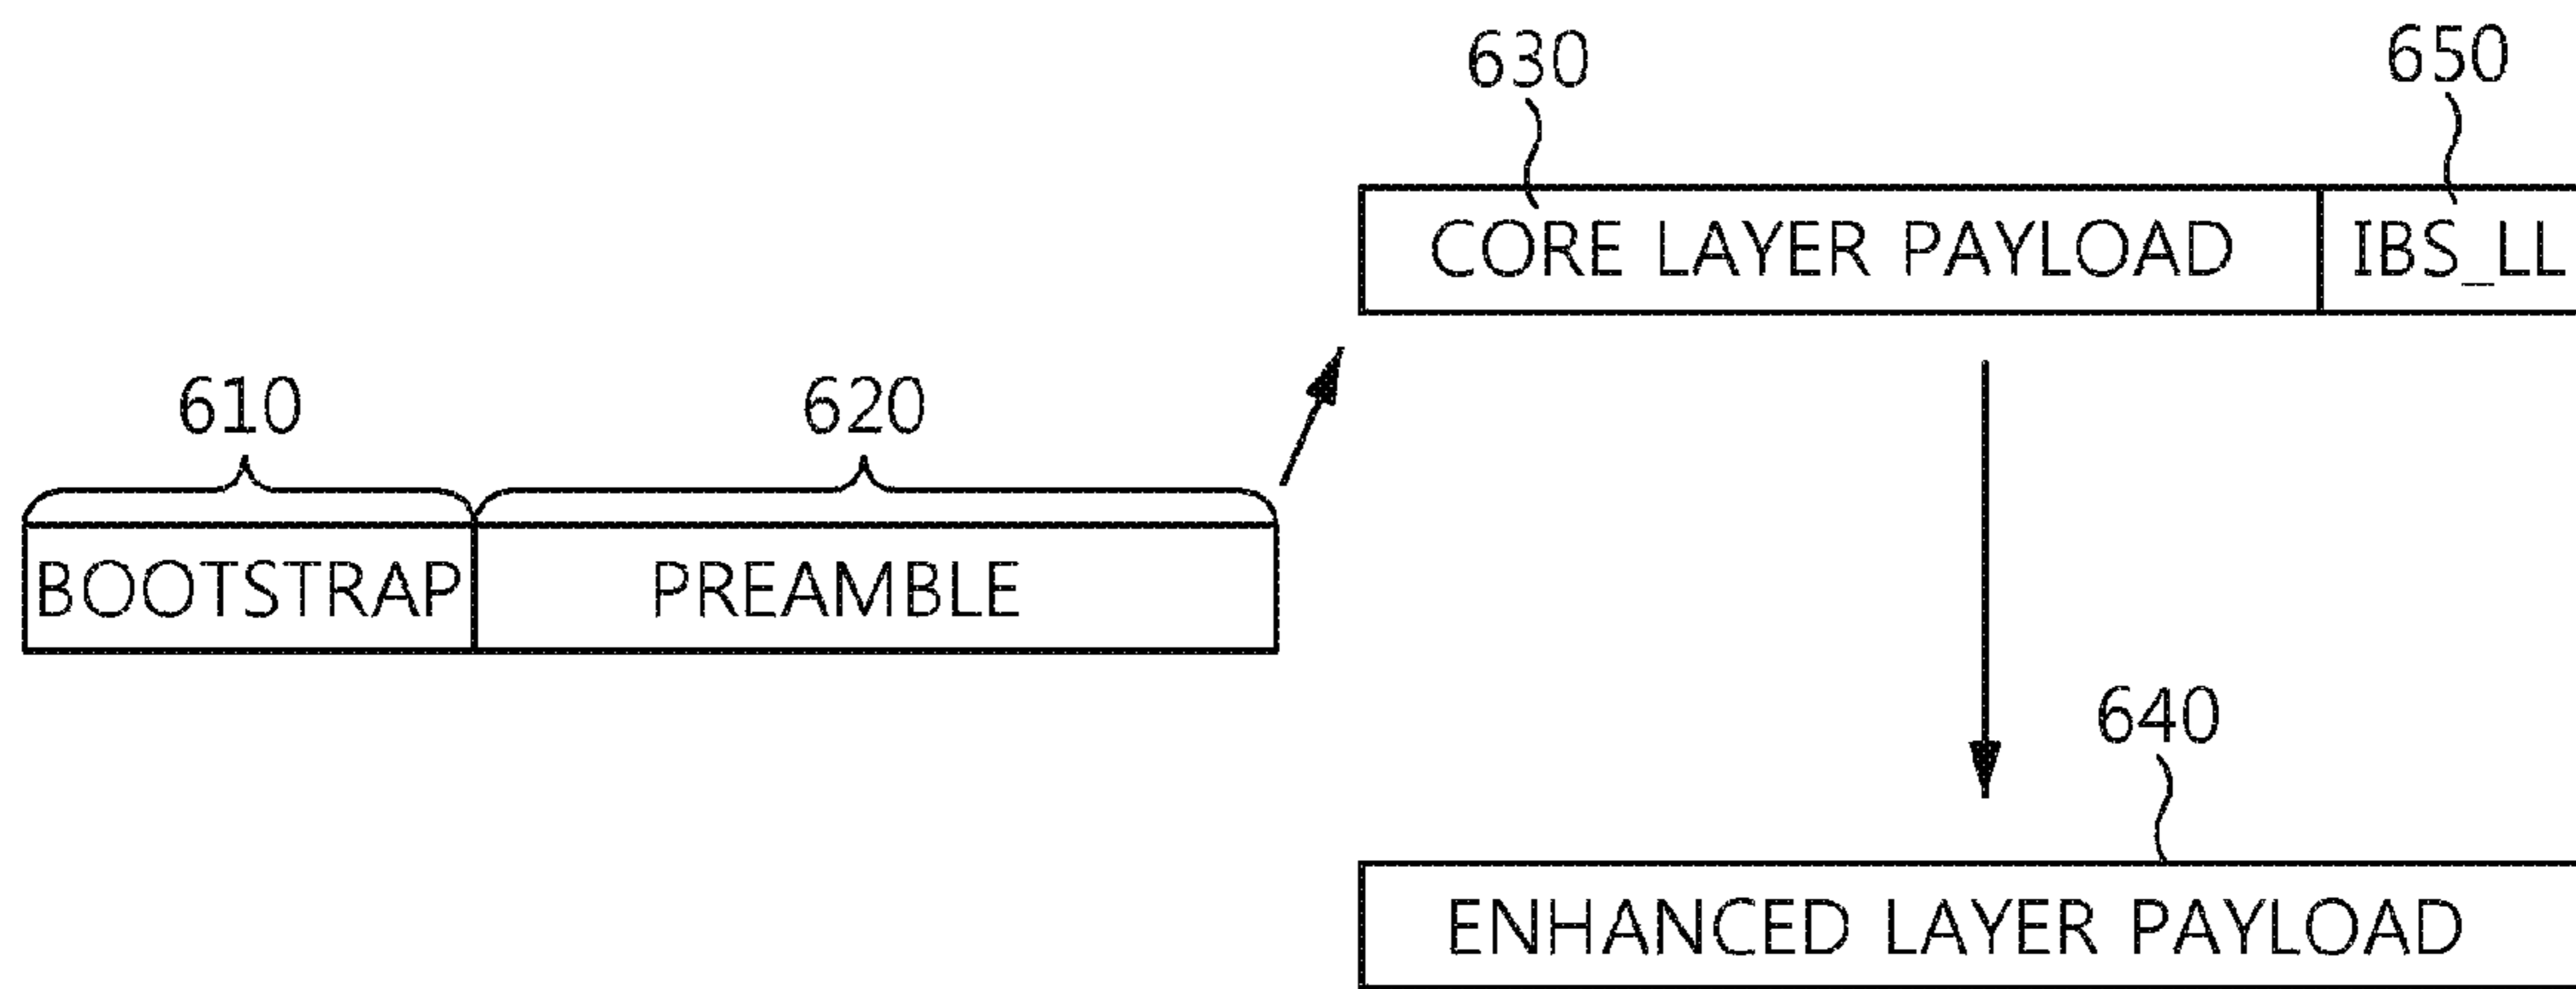 630
650
CORE LAYER PAYLOAD
IBS_LL
610
620
BOOTSTRAP
PREAMBLE
640
ENHANCED LAYER PAYLOAD